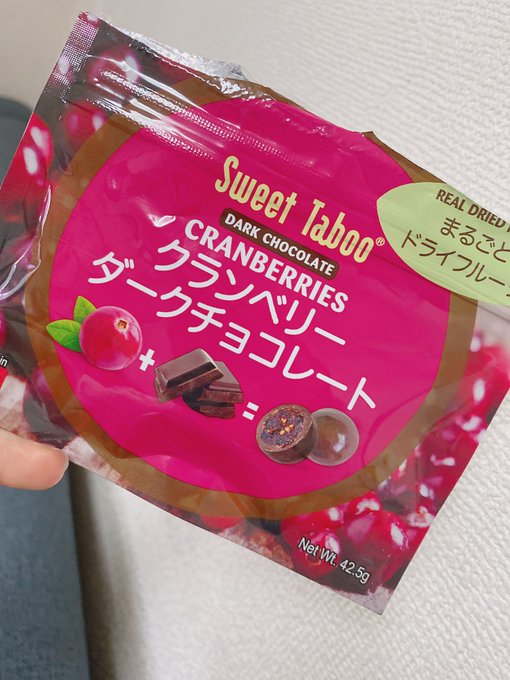 Sweet Taboo®
DARK CHOCOLATE
CRANBERRIES
クランベリー
ダークチョコレート
REAL DRIED
まるごと
ドライフルー
+
=
in
Net Wt. 42.5g